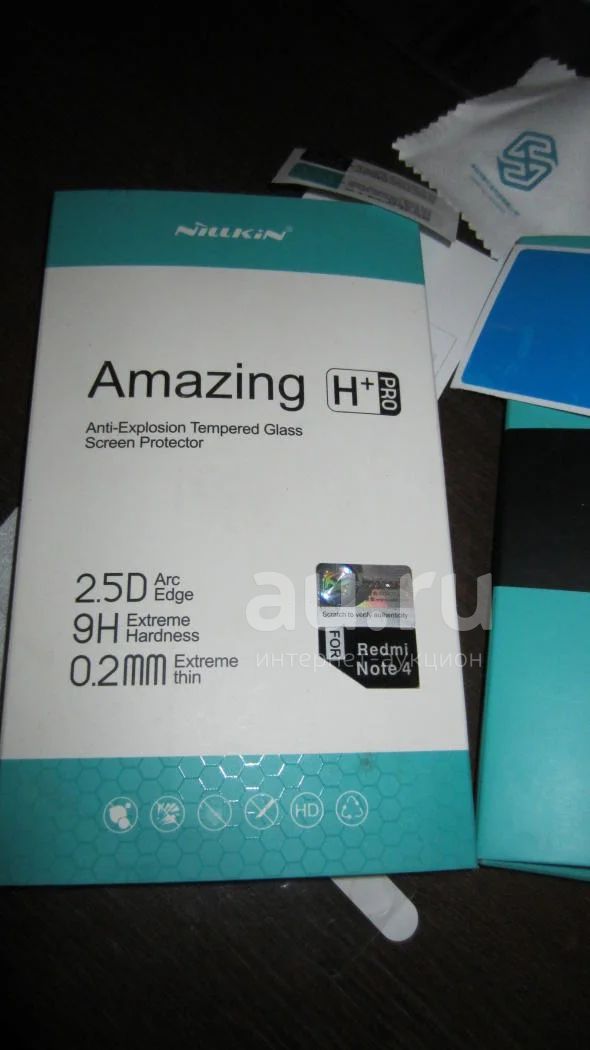 NILLKIN
Amazing H+ PRO
Anti-Explosion Tempered Glass
Screen Protector
2.5D Arc Edge
9H Extreme Hardness
0.2mm Extreme thin
Scratch to verify authenticity
FOR Redmi Note 4
HD
au.ru
интернет-аукцион